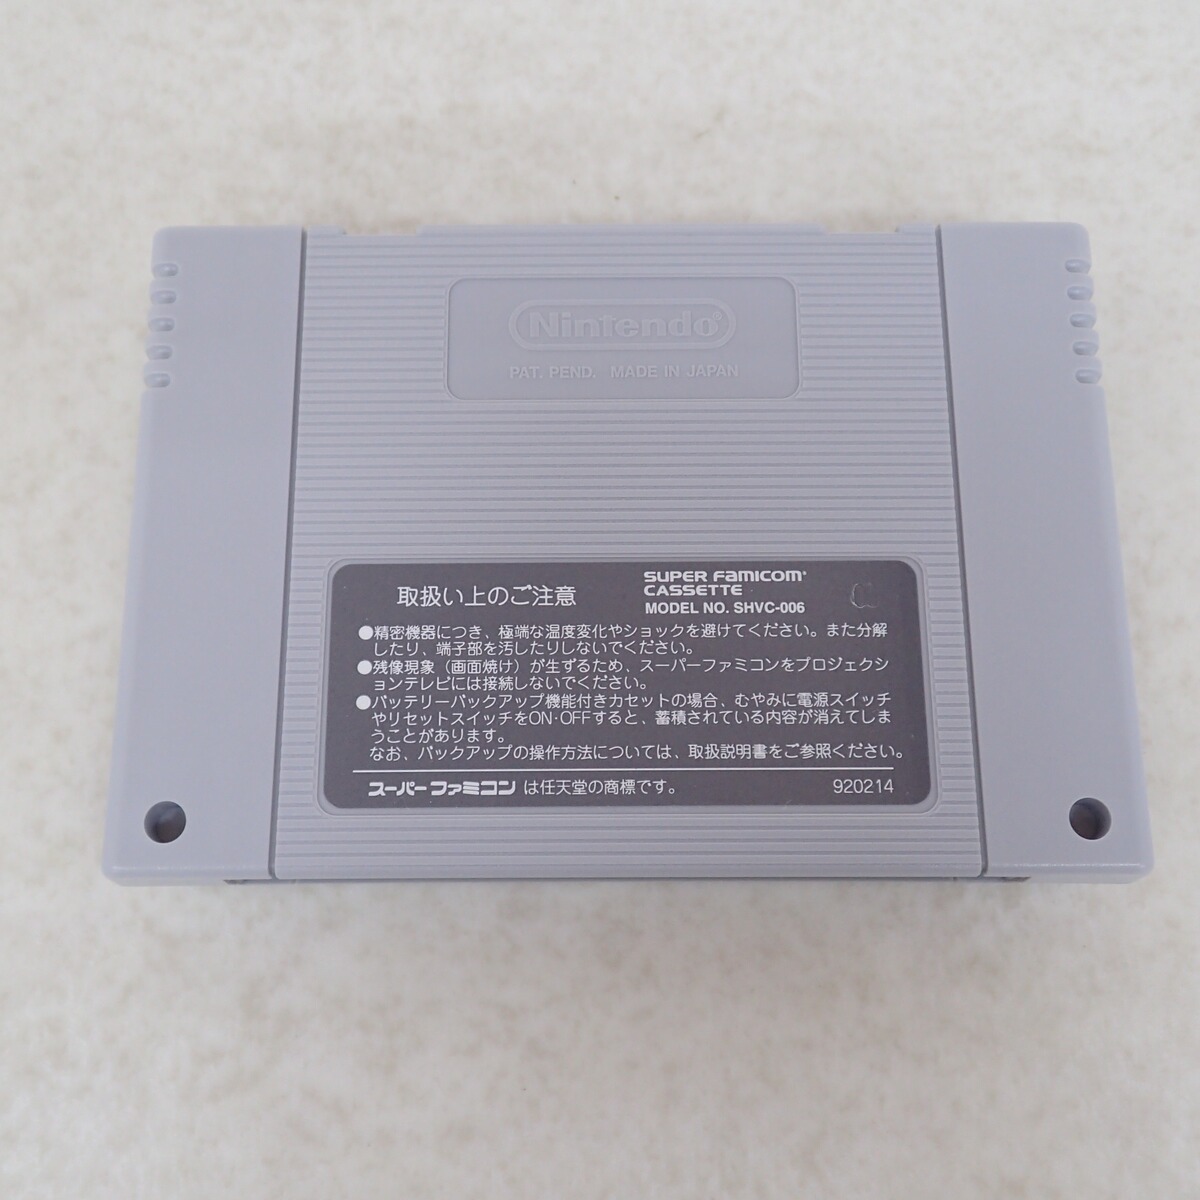 Nintendo®
PAT. PEND. MADE IN JAPAN
取扱い上のご注意
SUPER FAMICOM
CASSETTE
MODEL NO. SHVC-006
●精密機器につき、極端な温度変化やショックを避けてください。また分解
したり、端子部を汚したりしないでください。
●残像現象（画面焼け）が生ずるため、スーパーファミコンをプロジェクシ
ョンテレビには接続しないでください。
●バッテリーバックアップ機能付きカセットの場合、むやみに電源スイッチ
やリセットスイッチをON・OFFすると、蓄積されている内容が消えてしま
うことがあります。
なお、バックアップの操作方法については、取扱説明書をご参照ください。
スーパーファミコンは任天堂の商標です。 920214